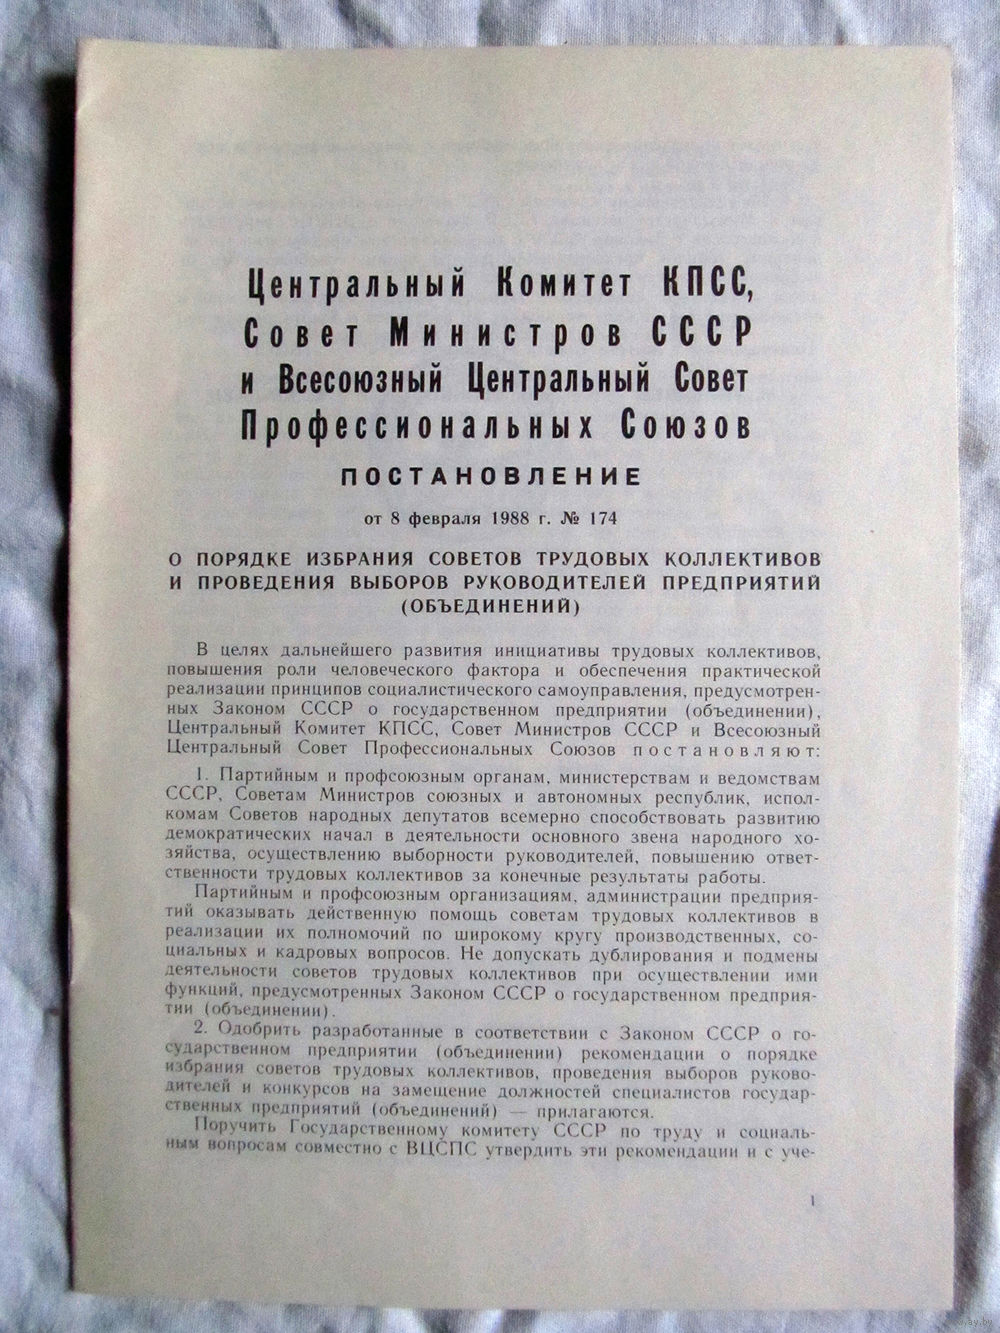 Центральный Комитет КПСС,
Совет Министров СССР
и Всесоюзный Центральный Совет
Профессиональных Союзов
ПОСТАНОВЛЕНИЕ
от 8 февраля 1988 г. № 174
О ПОРЯДКЕ ИЗБРАНИЯ СОВЕТОВ ТРУДОВЫХ КОЛЛЕКТИВОВ
И ПРОВЕДЕНИЯ ВЫБОРОВ РУКОВОДИТЕЛЕЙ ПРЕДПРИЯТИЙ
(ОБЪЕДИНЕНИЙ)
В целях дальнейшего развития инициативы трудовых коллективов,
повышения роли человеческого фактора и обеспечения практической
реализации принципов социалистического самоуправления, предусмотрен-
ных Законом СССР о государственном предприятии (объединении),
Центральный Комитет КПСС, Совет Министров СССР и Всесоюзный
Центральный Совет Профессиональных Союзов постановляют:
1. Партийным и профсоюзным органам, министерствам и ведомствам
СССР, Советам Министров союзных и автономных республик, испол-
комам Советов народных депутатов всемерно способствовать развитию
демократических начал в деятельности основного звена народного хо-
зяйства, осуществлению выборности руководителей, повышению ответ-
ственности трудовых коллективов за конечные результаты работы.
Партийным и профсоюзным организациям, администрации предприя-
тий оказывать действенную помощь советам трудовых коллективов в
реализации их полномочий по широкому кругу производственных, со-
циальных и кадровых вопросов. Не допускать дублирования и подмены
деятельности советов трудовых коллективов при осуществлении ими
функций, предусмотренных Законом СССР о государственном предприя-
тии (объединении).
2. Одобрить разработанные в соответствии с Законом СССР о го-
сударственном предприятии (объединении) рекомендации о порядке
избрания советов трудовых коллективов, проведения выборов руково-
дителей и конкурсов на замещение должностей специалистов государ-
ственных предприятий (объединений) — прилагаются.
Поручить Государственному комитету СССР по труду и социаль-
ным вопросам совместно с ВЦСПС утвердить эти рекомендации и с уче-
1